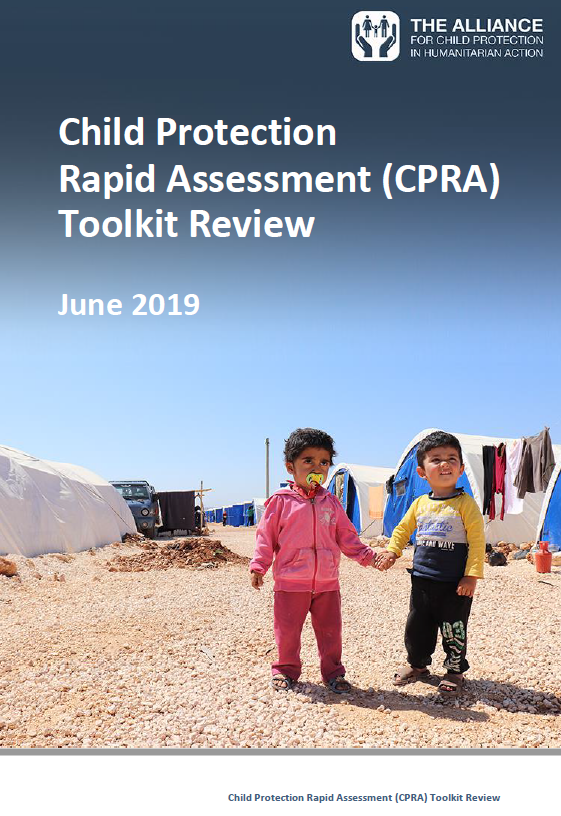 THE ALLIANCE
FOR CHILD PROTECTION
IN HUMANITARIAN ACTION
Child Protection
Rapid Assessment (CPRA)
Toolkit Review
June 2019
WAVE
Child Protection Rapid Assessment (CPRA) Toolkit Review